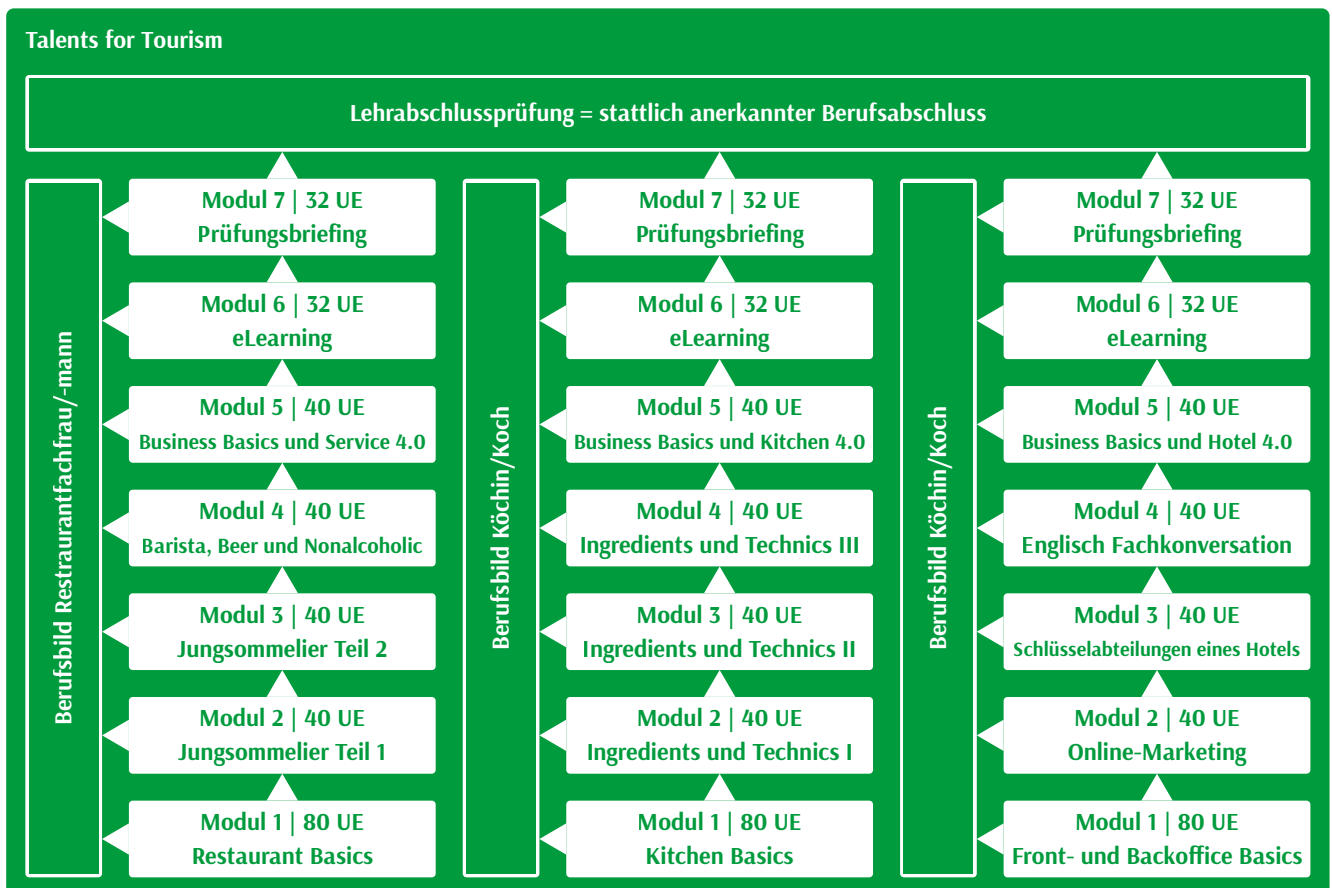 Talents for Tourism
Lehrabschlussprüfung = stattlich anerkannter Berufsabschluss
Berufsbild Restraurantfachfrau/-mann
Modul 7 | 32 UE
Prüfungsbriefing
Modul 6 | 32 UE
eLearning
Modul 5 | 40 UE
Business Basics und Service 4.0
Modul 4 | 40 UE
Barista, Beer und Nonalcoholic
Modul 3 | 40 UE
Jungsommelier Teil 2
Modul 2 | 40 UE
Jungsommelier Teil 1
Modul 1 | 80 UE
Restaurant Basics
Berufsbild Köchin/Koch
Modul 7 | 32 UE
Prüfungsbriefing
Modul 6 | 32 UE
eLearning
Modul 5 | 40 UE
Business Basics und Kitchen 4.0
Modul 4 | 40 UE
Ingredients und Technics III
Modul 3 | 40 UE
Ingredients und Technics II
Modul 2 | 40 UE
Ingredients und Technics I
Modul 1 | 80 UE
Kitchen Basics
Berufsbild Köchin/Koch
Modul 7 | 32 UE
Prüfungsbriefing
Modul 6 | 32 UE
eLearning
Modul 5 | 40 UE
Business Basics und Hotel 4.0
Modul 4 | 40 UE
Englisch Fachkonversation
Modul 3 | 40 UE
Schlüsselabteilungen eines Hotels
Modul 2 | 40 UE
Online-Marketing
Modul 1 | 80 UE
Front- und Backoffice Basics